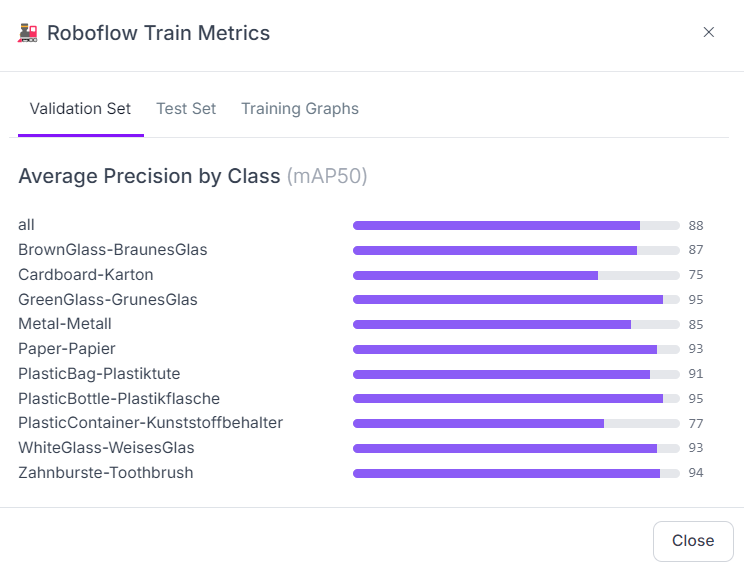 Roboflow Train Metrics
Validation Set Test Set Training Graphs
Average Precision by Class (mAP50)
all 88
BrownGlass-BraunesGlas 87
Cardboard-Karton 75
GreenGlass-GrunesGlas 95
Metal-Metall 85
Paper-Papier 93
PlasticBag-Plastiktute 91
PlasticBottle-Plastikflasche 95
PlasticContainer-Kunststoffbehalter 77
WhiteGlass-WeisesGlas 93
Zahnburste-Toothbrush 94
Close